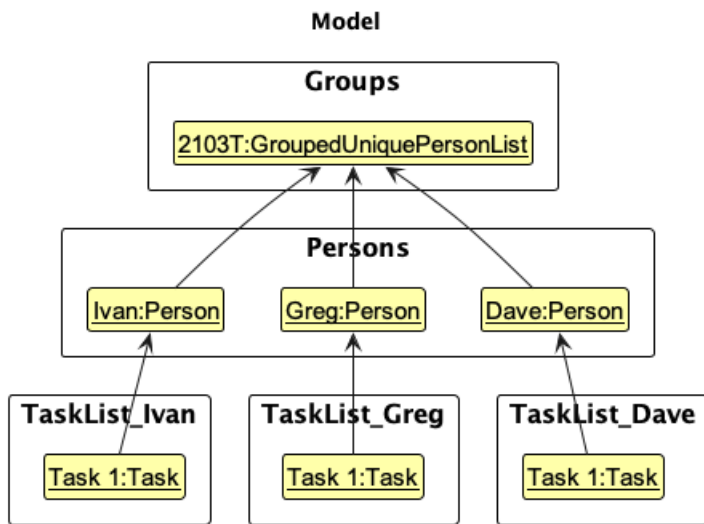 Model
Groups
2103T:GroupedUniquePersonList
Persons
Ivan:Person
Greg:Person
Dave:Person
TaskList_Ivan
TaskList_Greg
TaskList_Dave
Task 1:Task
Task 1:Task
Task 1:Task